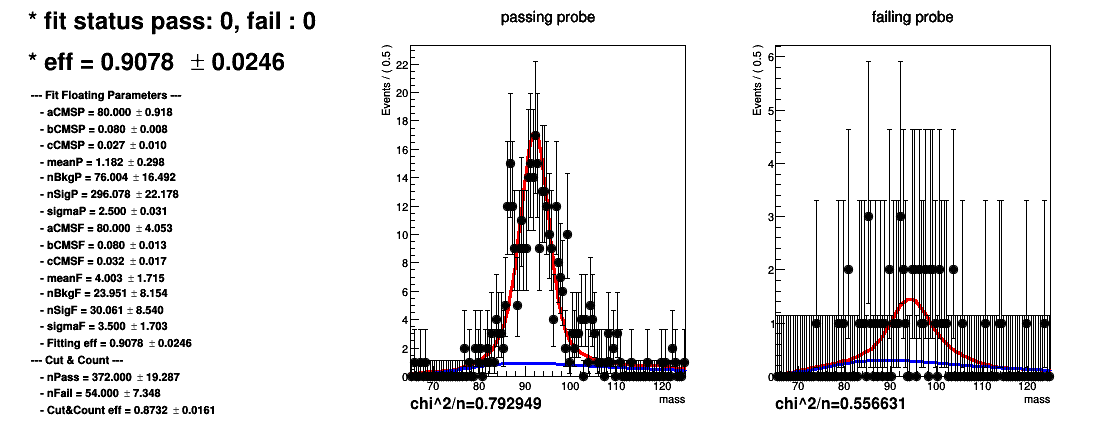 * fit status pass: 0, fail : 0
* eff = 0.9078 ± 0.0246
--- Fit Floating Parameters ---
- aCMSP = 80.000 ± 0.918
- bCMSP = 0.080 ± 0.008
- cCMSP = 0.027 ± 0.010
- meanP = 1.182 ± 0.298
- nBkgP = 76.004 ± 16.492
- nSigP = 296.078 ± 22.178
- sigmaP = 2.500 ± 0.031
- aCMSF = 80.000 ± 4.053
- bCMSF = 0.080 ± 0.013
- cCMSF = 0.032 ± 0.017
- meanF = 4.003 ± 1.715
- nBkgF = 23.951 ± 8.154
- nSigF = 30.061 ± 8.540
- sigmaF = 3.500 ± 1.703
- Fitting eff = 0.9078 ± 0.0246
--- Cut & Count ---
- nPass = 372.000 ± 19.287
- nFail = 54.000 ± 7.348
- Cut&Count eff = 0.8732 ± 0.0161
passing probe
Events / ( 0.5 )
22
20
18
16
14
12
10
8
6
4
2
0
70 80 90 100 110 120
mass
chi^2/n=0.792949
failing probe
Events / ( 0.5 )
6
5
4
3
2
1
0
70 80 90 100 110 120
mass
chi^2/n=0.556631